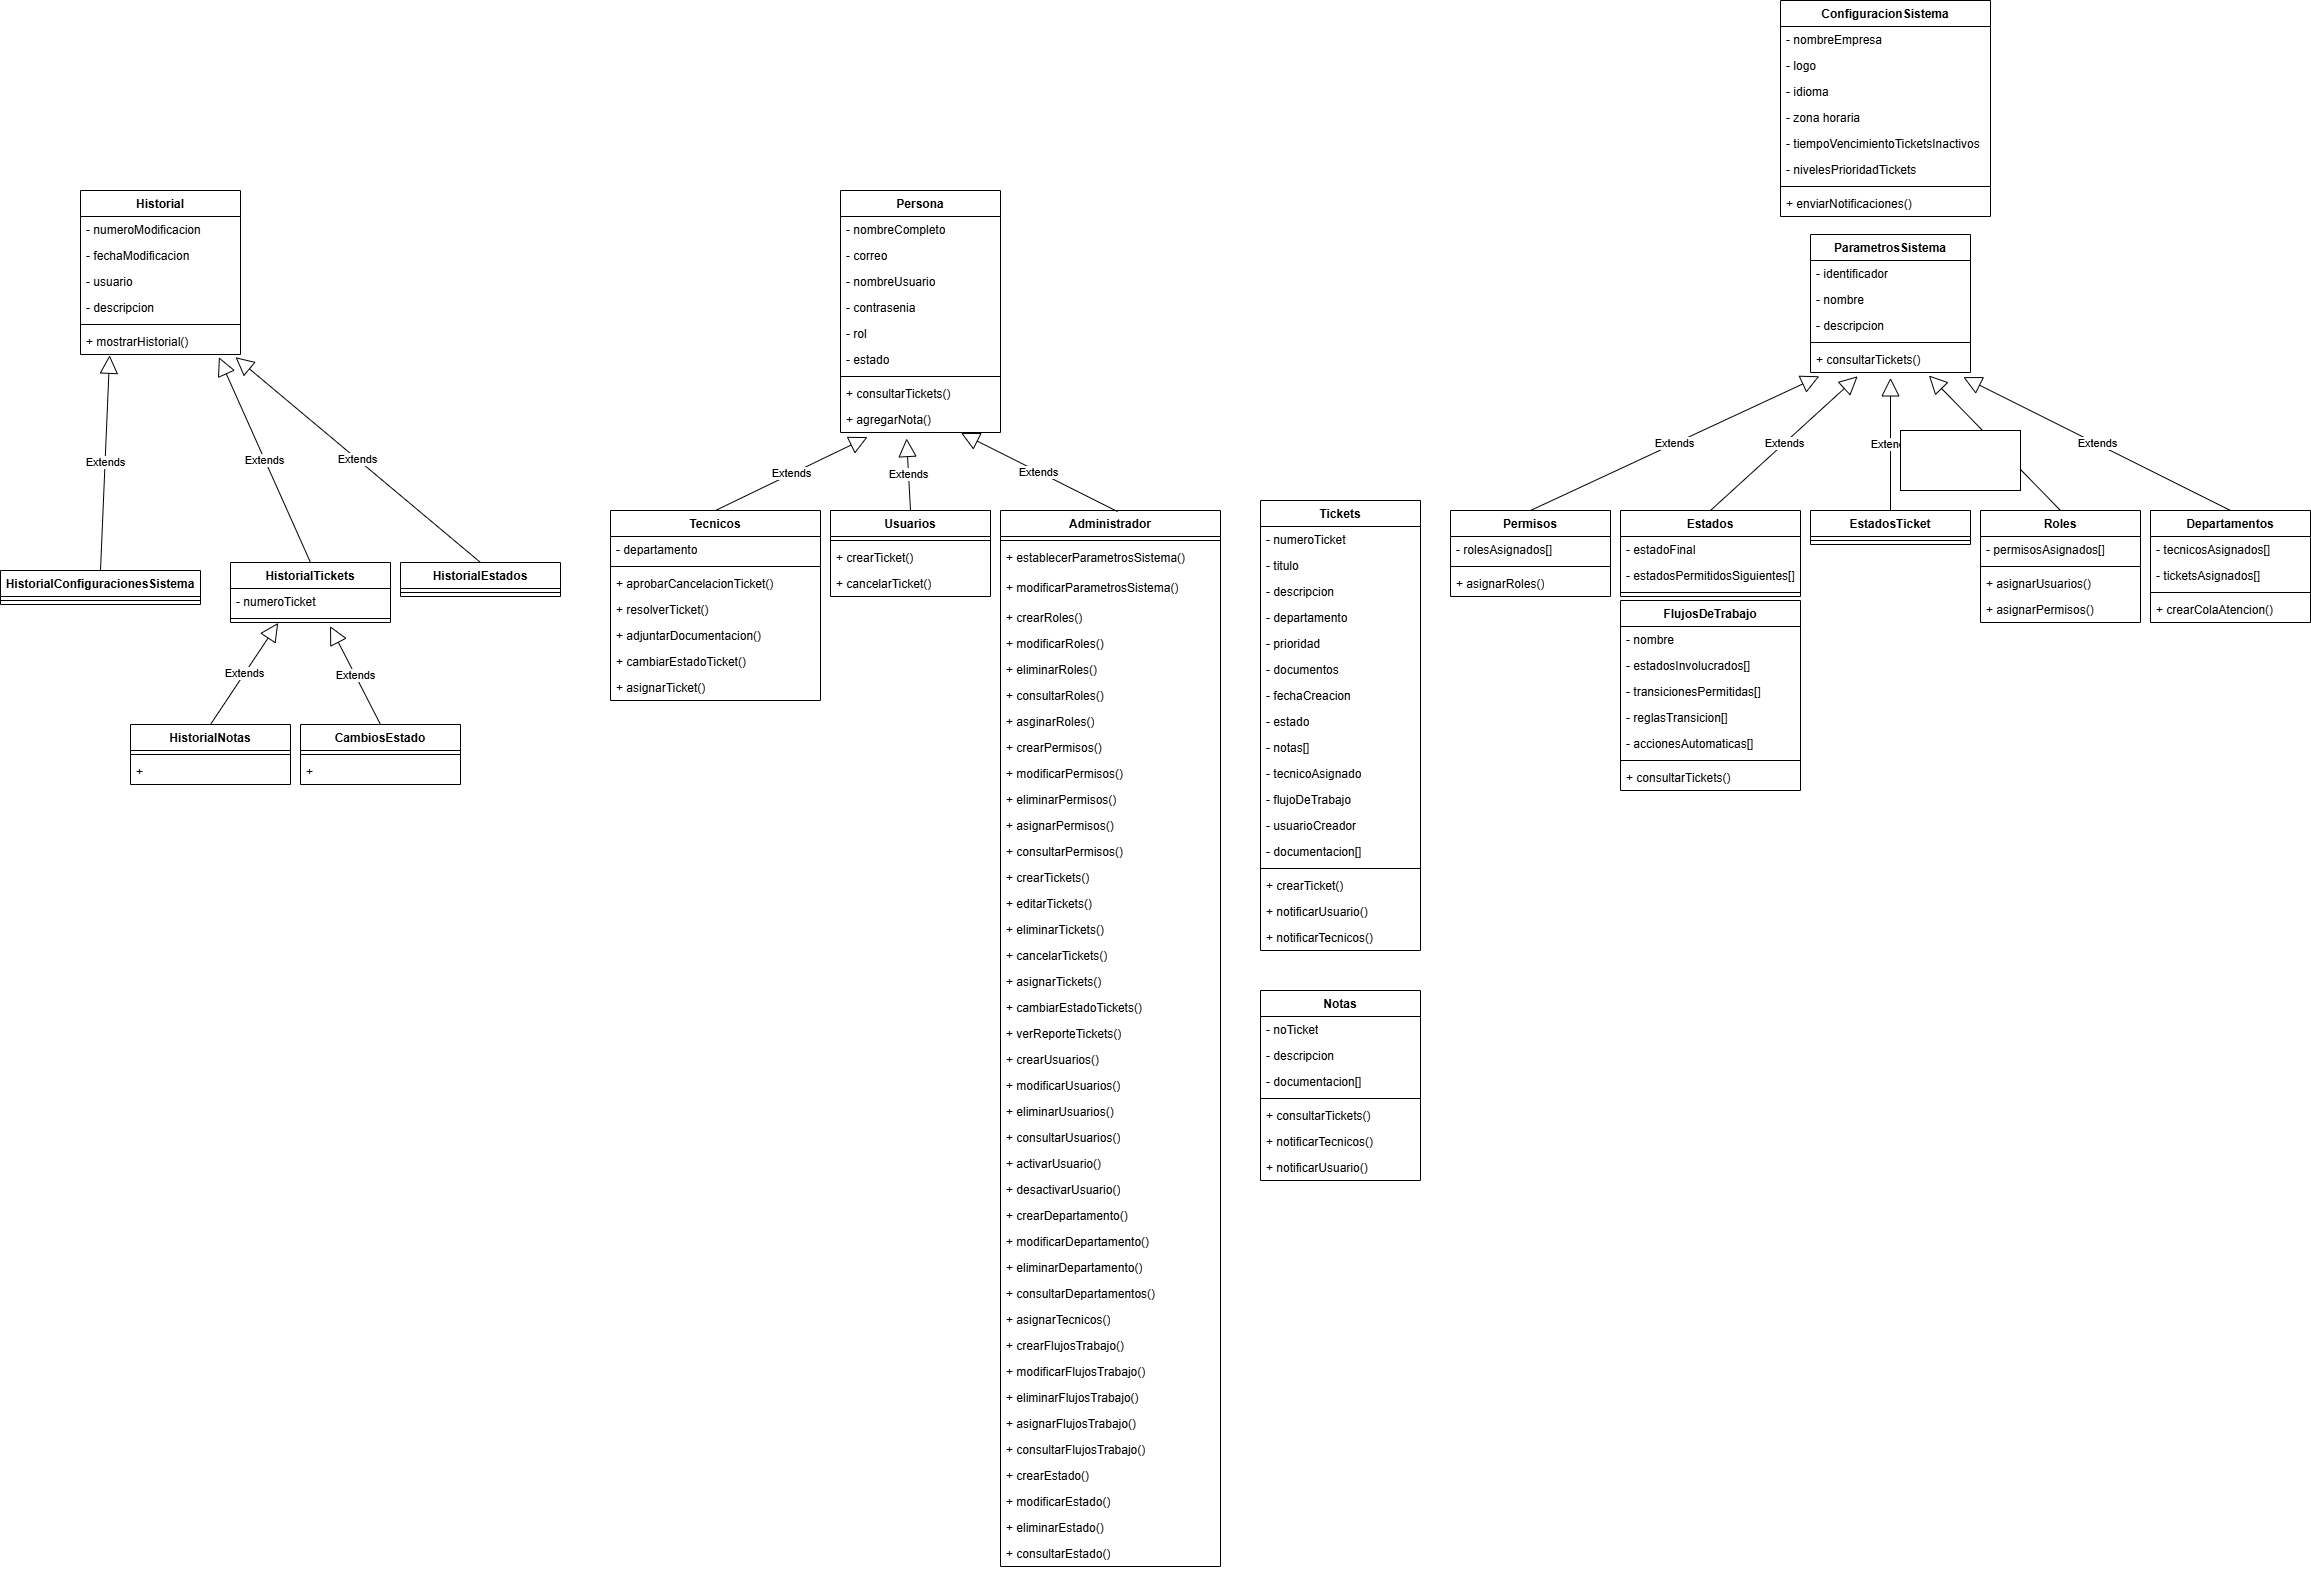 ConfiguracionSistema
- nombreEmpresa
- logo
- idioma
- zona horaria
- tiempoVencimientoTicketsInactivos
- nivelesPrioridadTickets
+ enviarNotificaciones()
Historial
- numeroModificacion
- fechaModificacion
- usuario
- descripcion
+ mostrarHistorial()
Extends
Extends
Extends
HistorialConfiguracionesSistema
HistorialTickets
- numeroTicket
HistorialEstados
Extends
Extends
HistorialNotas
+
CambiosEstado
+
Persona
- nombreCompleto
- correo
- nombreUsuario
- contrasenia
- rol
- estado
+ consultarTickets()
+ agregarNota()
Extends
Extends
Extends
Tecnicos
- departamento
+ aprobarCancelacionTicket()
+ resolverTicket()
+ adjuntarDocumentacion()
+ cambiarEstadoTicket()
+ asignarTicket()
Usuarios
+ crearTicket()
+ cancelarTicket()
Administrador
+ establecerParametrosSistema()
+ modificarParametrosSistema()
+ crearRoles()
+ modificarRoles()
+ eliminarRoles()
+ consultarRoles()
+ asginarRoles()
+ crearPermisos()
+ modificarPermisos()
+ eliminarPermisos()
+ asignarPermisos()
+ consultarPermisos()
+ crearTickets()
+ editarTickets()
+ eliminarTickets()
+ cancelarTickets()
+ asignarTickets()
+ cambiarEstadoTickets()
+ verReporteTickets()
+ crearUsuarios()
+ modificarUsuarios()
+ eliminarUsuarios()
+ consultarUsuarios()
+ activarUsuario()
+ desactivarUsuario()
+ crearDepartamento()
+ modificarDepartamento()
+ eliminarDepartamento()
+ consultarDepartamentos()
+ asignarTecnicos()
+ crearFlujosTrabajo()
+ modificarFlujosTrabajo()
+ eliminarFlujosTrabajo()
+ asignarFlujosTrabajo()
+ consultarFlujosTrabajo()
+ crearEstado()
+ modificarEstado()
+ eliminarEstado()
+ consultarEstado()
Tickets
- numeroTicket
- titulo
- descripcion
- departamento
- prioridad
- documentos
- fechaCreacion
- estado
- notas[]
- tecnicoAsignado
- flujoDeTrabajo
- usuarioCreador
- documentacion[]
+ crearTicket()
+ notificarUsuario()
+ notificarTecnicos()
Notas
- noTicket
- descripcion
- documentacion[]
+ consultarTickets()
+ notificarTecnicos()
+ notificarUsuario()
ParametrosSistema
- identificador
- nombre
- descripcion
+ consultarTickets()
Extends
Extends
Exten
Extends
Permisos
- rolesAsignados[]
+ asignarRoles()
Estados
- estadoFinal
- estadosPermitidosSiguientes[]
FlujosDeTrabajo
- nombre
- estadosInvolucrados[]
- transicionesPermitidas[]
- reglasTransicion[]
- accionesAutomaticas[]
+ consultarTickets()
EstadosTicket
Roles
- permisosAsignados[]
+ asignarUsuarios()
+ asignarPermisos()
Departamentos
- tecnicosAsignados[]
- ticketsAsignados[]
+ crearColaAtencion()